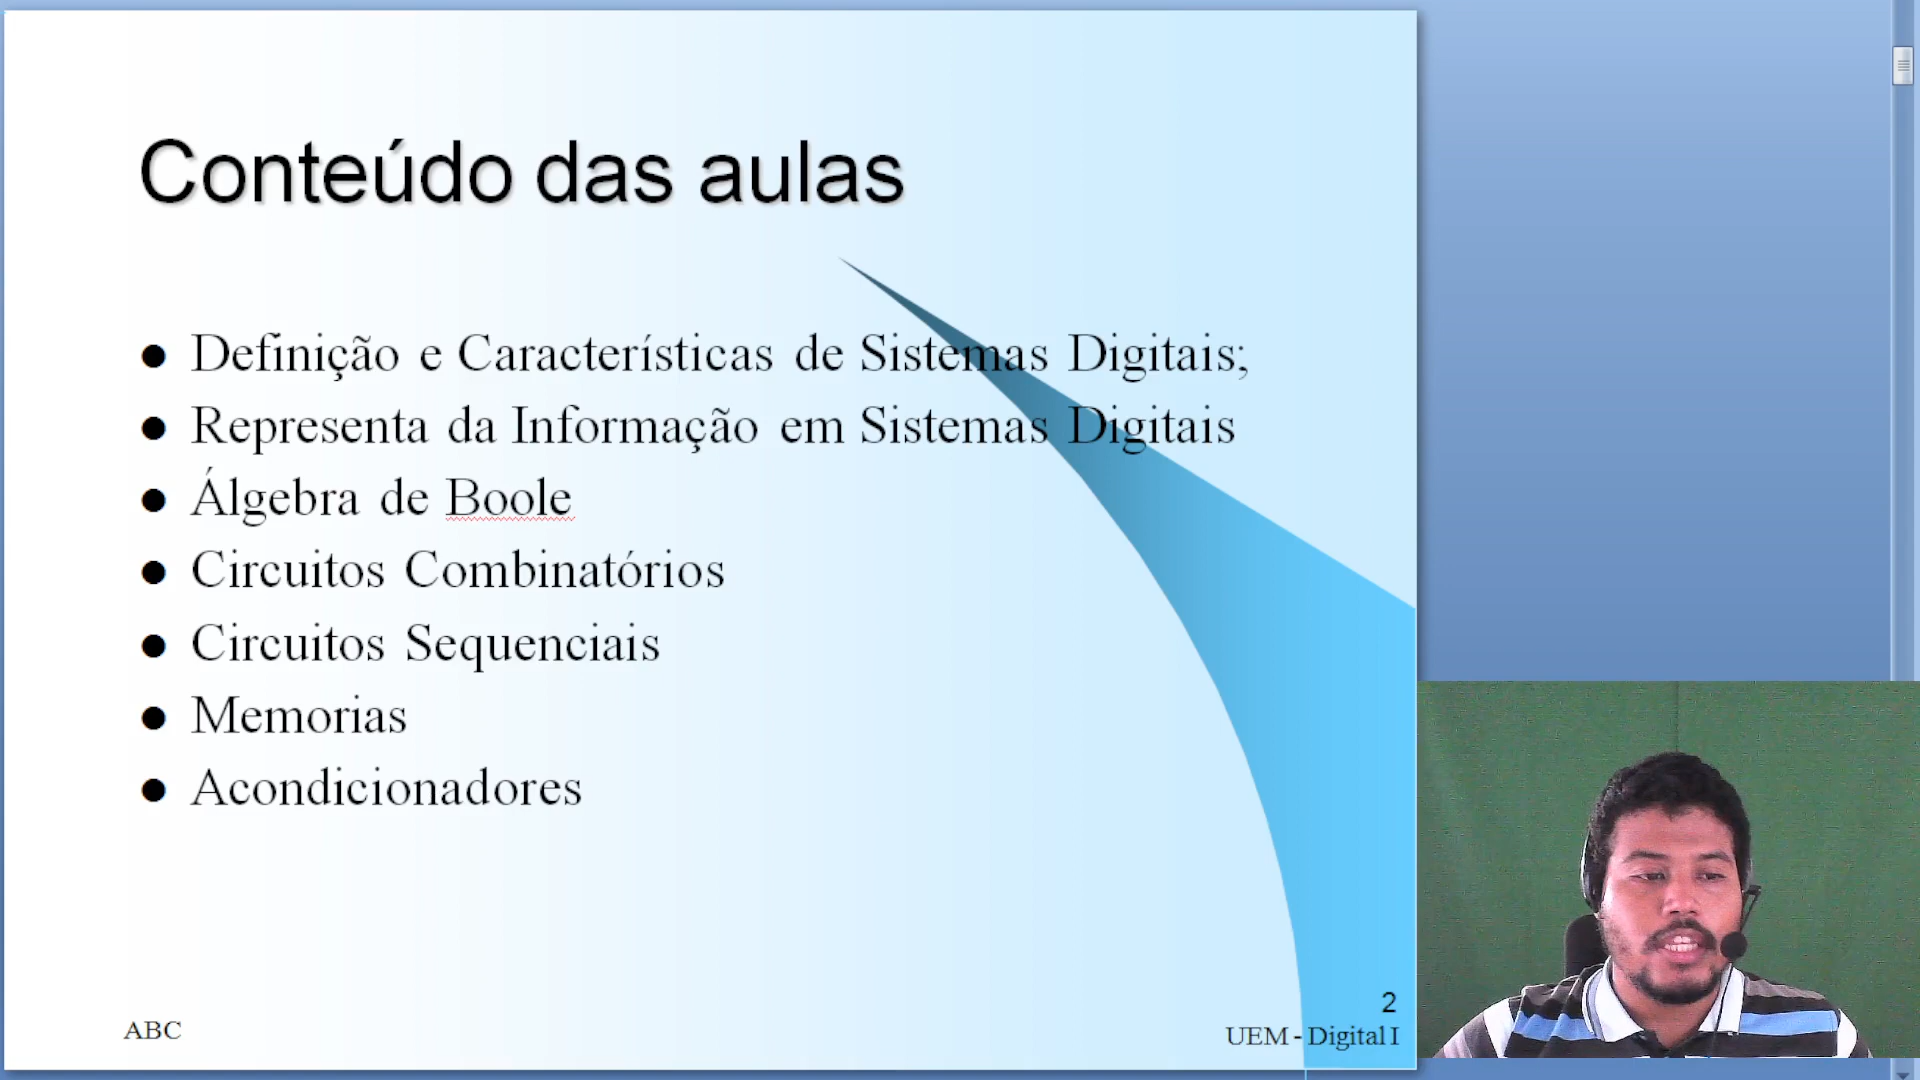 Conteúdo das aulas
● Definição e Características de Sistemas Digitais;
● Representa da Informação em Sistemas Digitais
● Álgebra de Boole
● Circuitos Combinatórios
● Circuitos Sequenciais
● Memorias
● Acondicionadores
2
ABC
UEM - Digital I